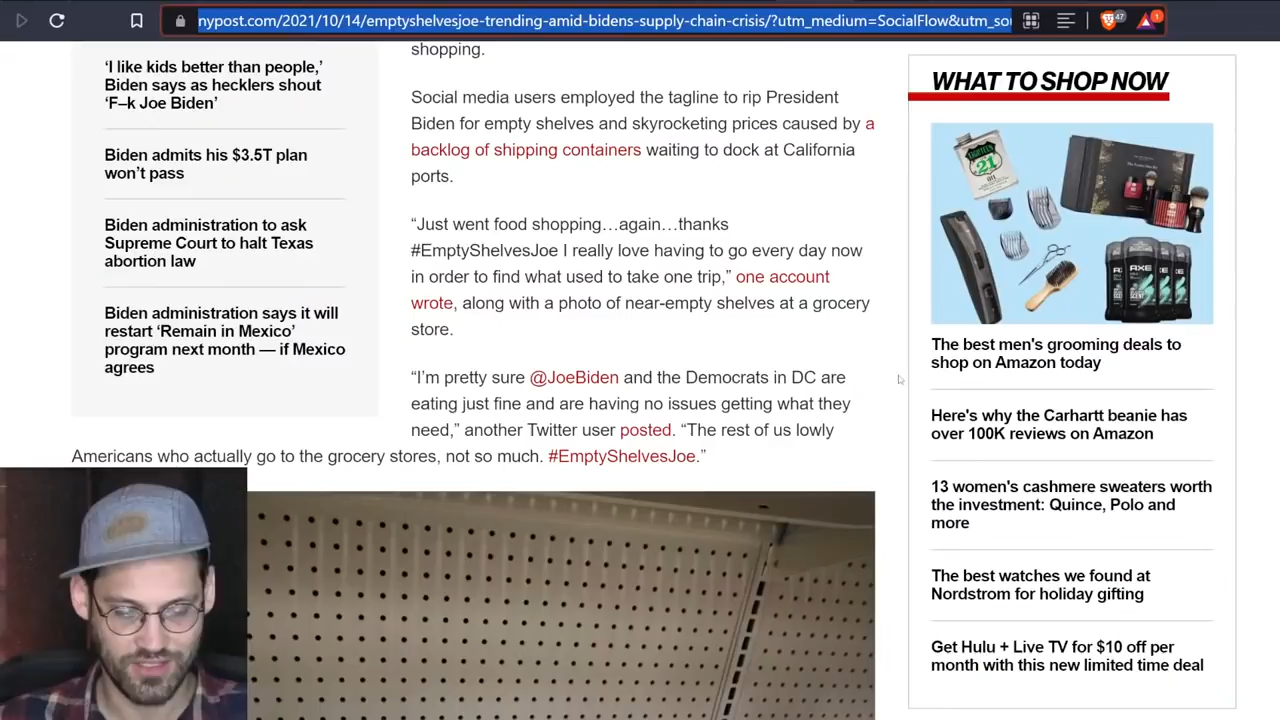 nypost.com/2021/10/14/emptyshelvesjoe-trending-amid-bidens-supply-chain-crisis/?utm_medium=SocialFlow&utm_so
47
1
‘I like kids better than people,’
Biden says as hecklers shout
‘F–k Joe Biden’
Biden admits his $3.5T plan
won’t pass
Biden administration to ask
Supreme Court to halt Texas
abortion law
Biden administration says it will
restart ‘Remain in Mexico’
program next month — if Mexico
agrees
shopping.
Social media users employed the tagline to rip President
Biden for empty shelves and skyrocketing prices caused by a
backlog of shipping containers waiting to dock at California
ports.
“Just went food shopping…again…thanks
#EmptyShelvesJoe I really love having to go every day now
in order to find what used to take one trip,” one account
wrote, along with a photo of near-empty shelves at a grocery
store.
“I’m pretty sure @JoeBiden and the Democrats in DC are
eating just fine and are having no issues getting what they
need,” another Twitter user posted. “The rest of us lowly
Americans who actually go to the grocery stores, not so much. #EmptyShelvesJoe.”
WHAT TO SHOP NOW
21
AXE
AXE
The best men's grooming deals to
shop on Amazon today
Here's why the Carhartt beanie has
over 100K reviews on Amazon
13 women's cashmere sweaters worth
the investment: Quince, Polo and
more
The best watches we found at
Nordstrom for holiday gifting
Get Hulu + Live TV for $10 off per
month with this new limited time deal